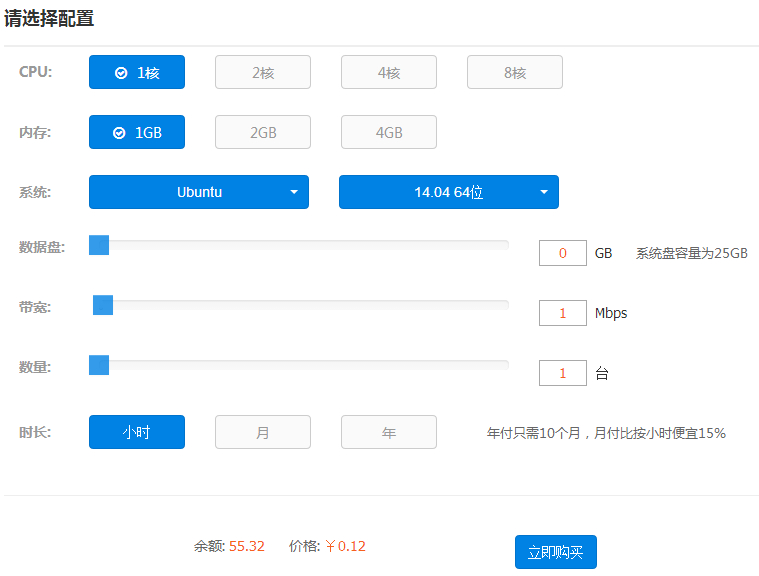 请选择配置
CPU: 1核 2核 4核 8核
内存: 1GB 2GB 4GB
系统: Ubuntu 14.04 64位
数据盘: 0 GB 系统盘容量为25GB
带宽: 1 Mbps
数量: 1 台
时长: 小时 月 年 年付只需10个月，月付比按小时便宜15%
余额: 55.32 价格: ￥0.12 立即购买